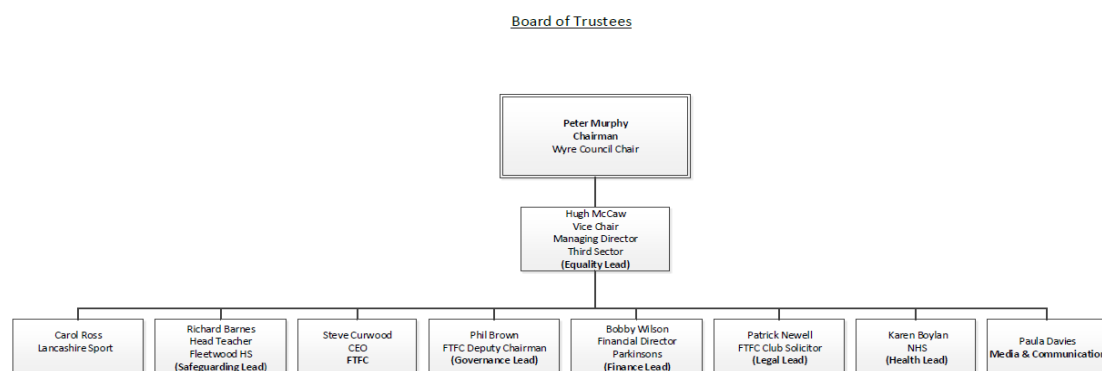 Board of Trustees
Peter Murphy
Chairman
Wyre Council Chair
Hugh McCaw
Vice Chair
Managing Director
Third Sector
(Equality Lead)
Carol Ross
Lancashire Sport
Richard Barnes
Head Teacher
Fleetwood HS
(Safeguarding Lead)
Steve Curwood
CEO
FTFC
Phil Brown
FTFC Deputy Chairman
(Governance Lead)
Bobby Wilson
Financial Director
Parkinsons
(Finance Lead)
Patrick Newell
FTFC Club Solicitor
(Legal Lead)
Karen Boylan
NHS
(Health Lead)
Paula Davies
Media & Communication